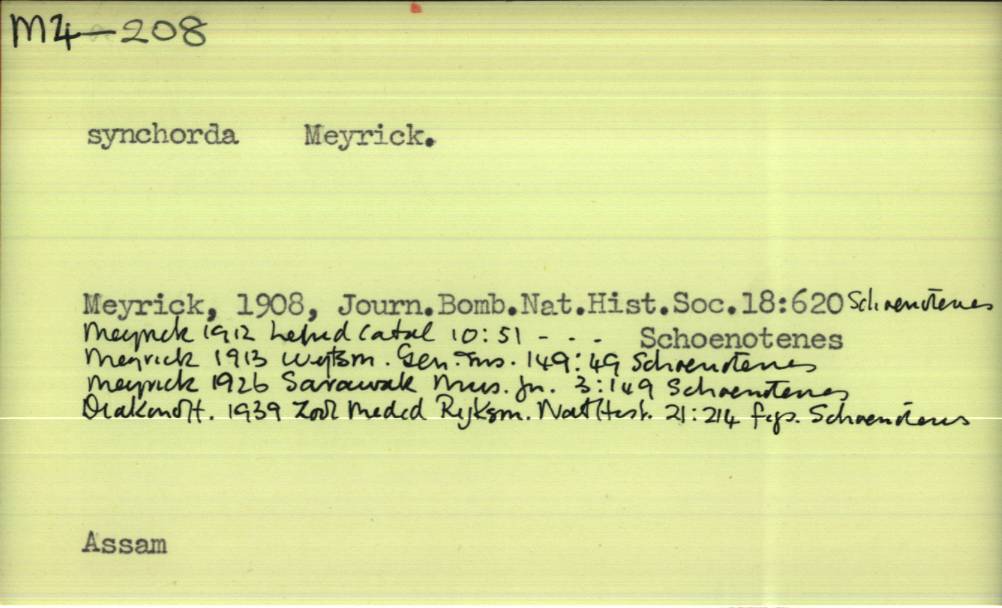 M4-208
synchorda Meyrick.
Meyrick, 1908, Journ.Bomb.Nat.Hist.Soc.18:620 Schoenotenes
Meyrick 1912 Lepid Catal 10:51 - - - Schoenotenes
Meyrick 1913 Wytsm. Gen. Ins. 149:49 Schoenotenes
Meyrick 1926 Sarawak Mus. Jn. 3:149 Schoenotenes
Diakonoff. 1939 Zool Meded Rijksm. Nat Hist. 21:214 figs. Schoenotenes
Assam